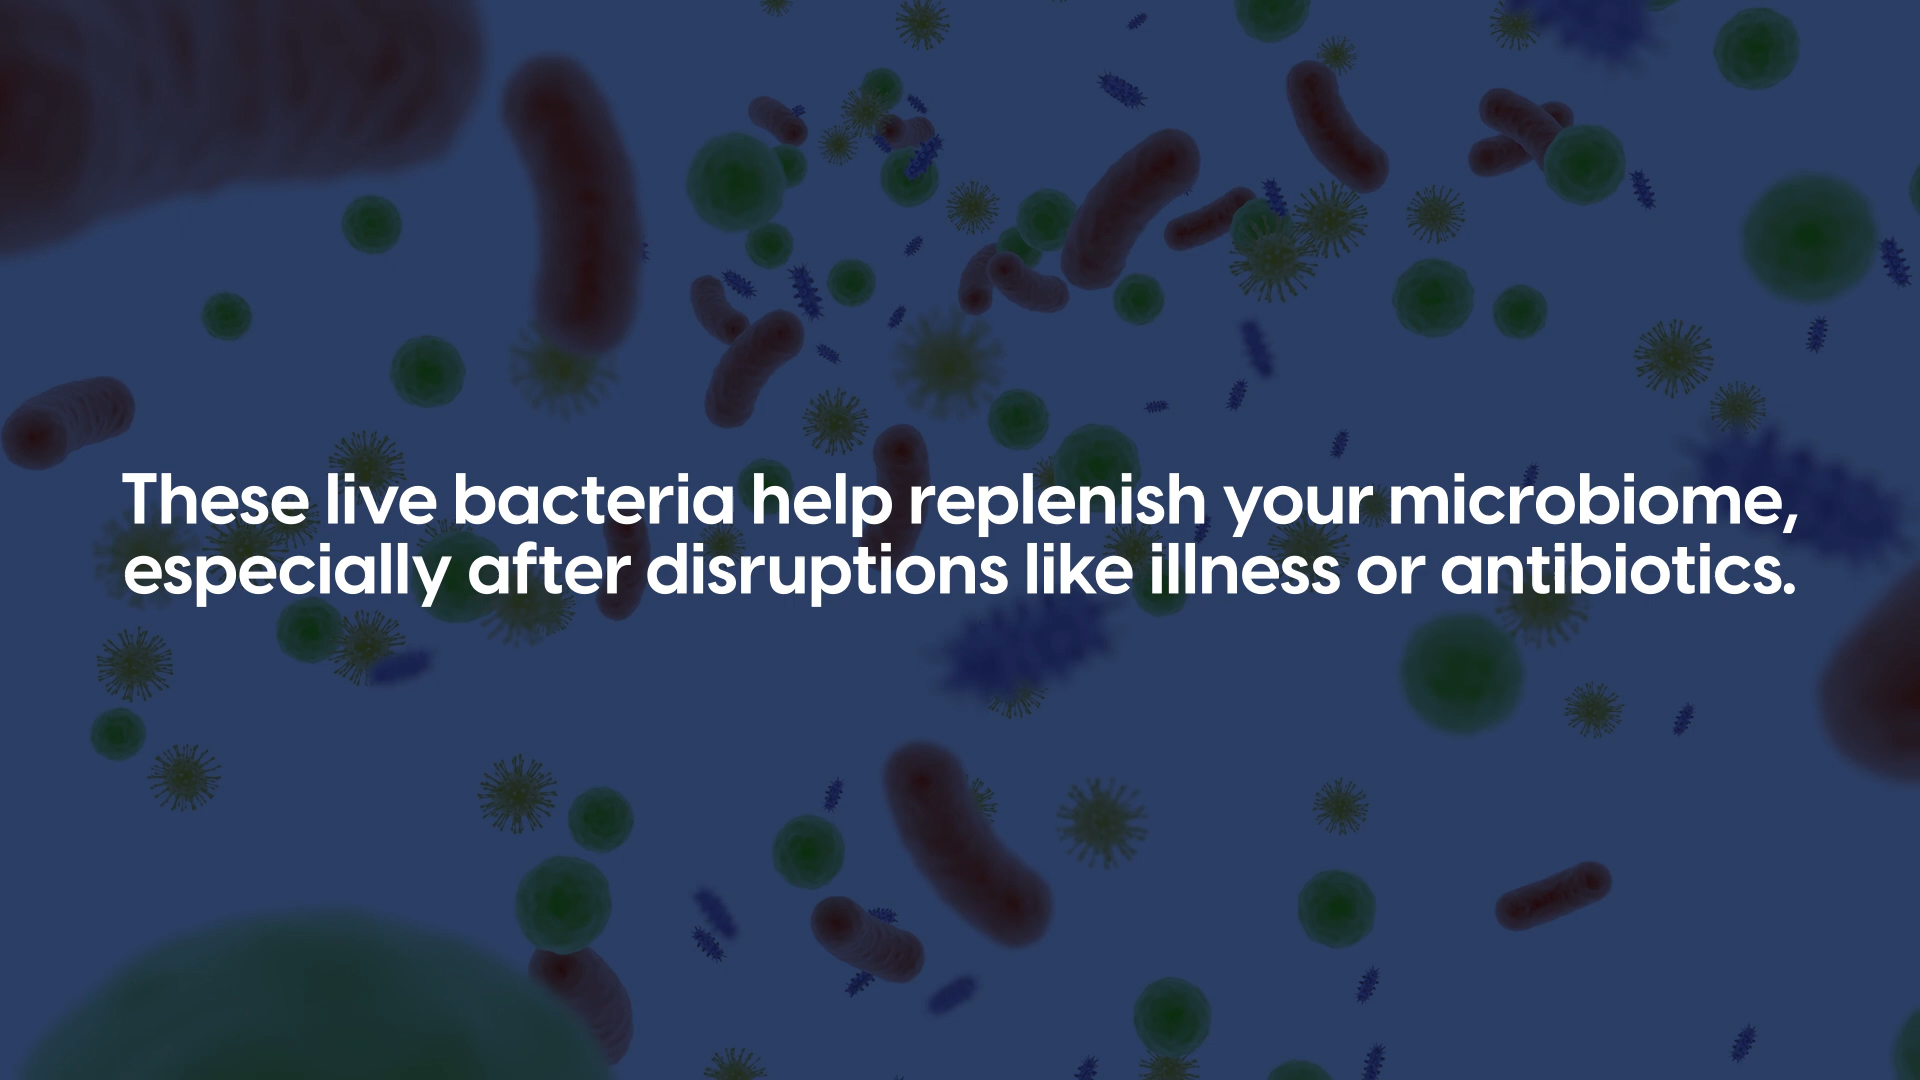 These live bacteria help replenish your microbiome,
especially after disruptions like illness or antibiotics.